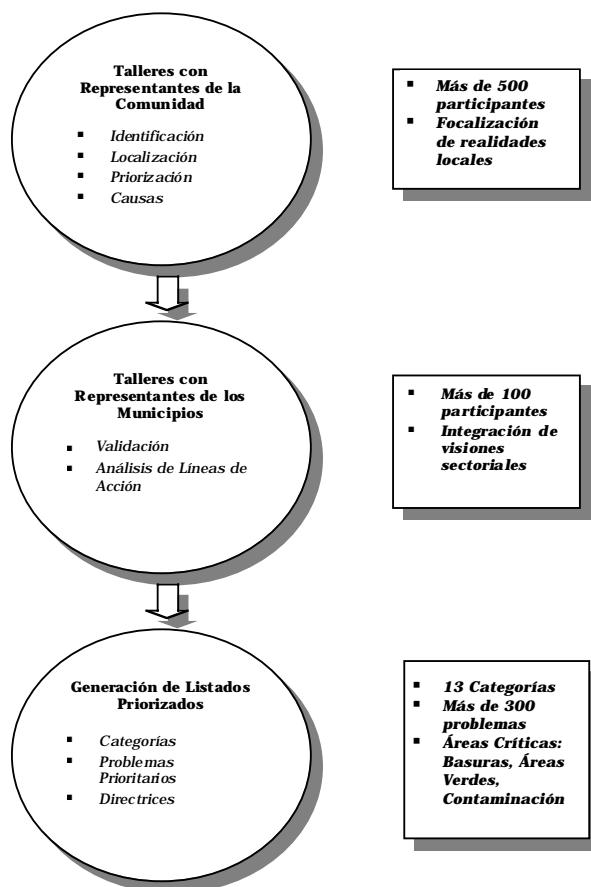 Talleres con
Representantes de la
Comunidad
▪ Identificación
▪ Localización
▪ Priorización
▪ Causas
▪ Más de 500
participantes
▪ Focalización
de realidades
locales
Talleres con
Representantes de los
Municipios
▪ Validación
▪ Análisis de Líneas de
Acción
▪ Más de 100
participantes
▪ Integración de
visiones
sectoriales
Generación de Listados
Priorizados
▪ Categorías
▪ Problemas
Prioritarios
▪ Directrices
▪ 13 Categorías
▪ Más de 300
problemas
▪ Áreas Críticas:
Basuras, Áreas
Verdes,
Contaminación